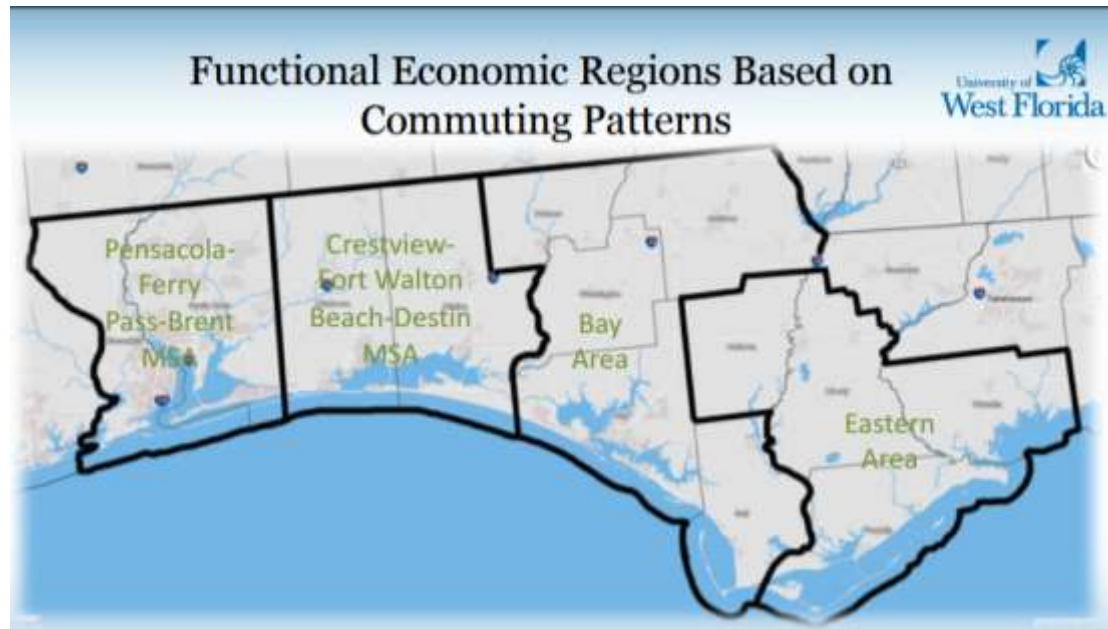 Functional Economic Regions Based on
Commuting Patterns
University of
West Florida
Pensacola-
Ferry
Pass-Brent
MSA
Crestview-
Fort Walton
Beach-Destin
MSA
Bay
Area
Eastern
Area